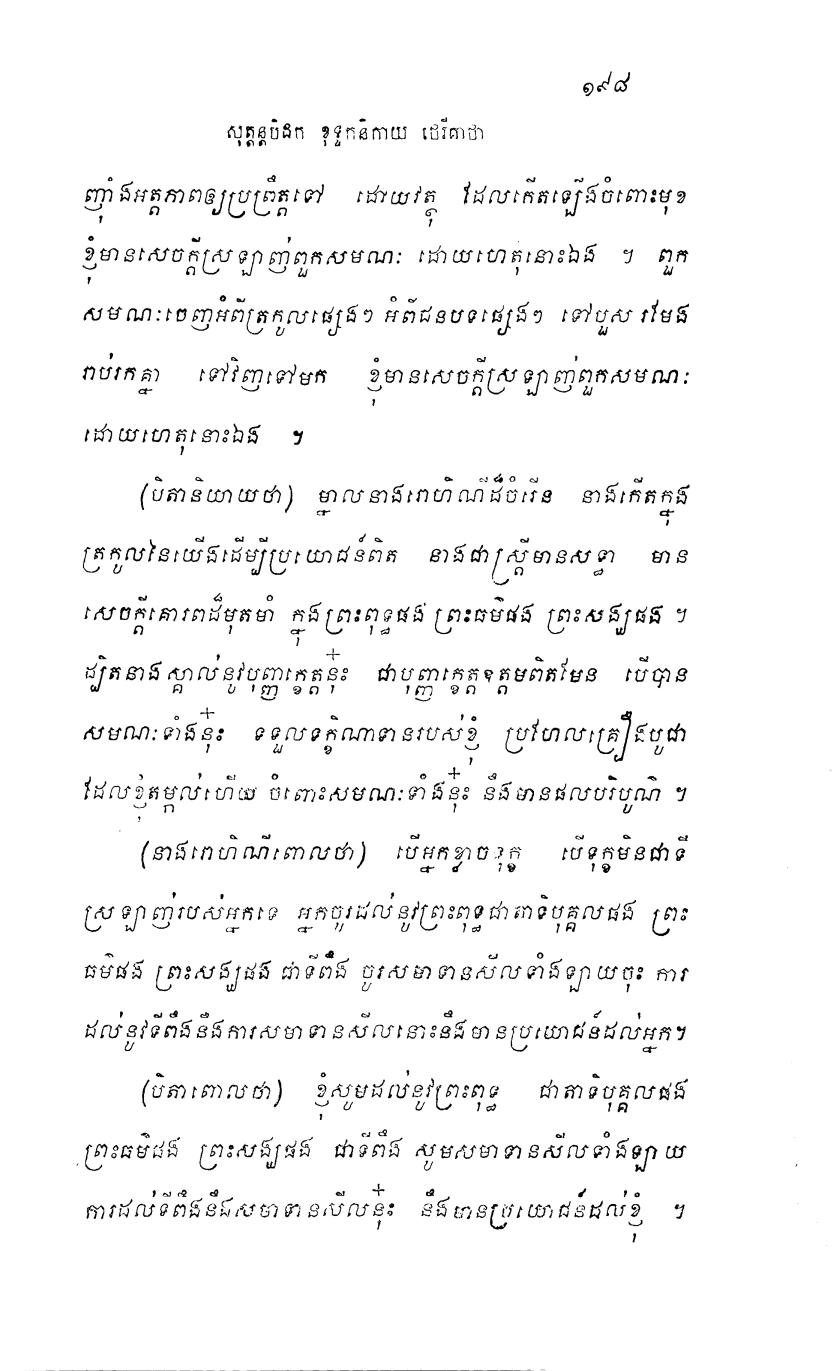 ១៩៨
សុត្តន្តបិដក ខុទ្ទកនិកាយ ថេរីគាថា
ញ៉ាំងអត្តភាពឲ្យប្រព្រឹត្តទៅ ដោយវត្ថុ ដែលកើតឡើងចំពោះមុខ
ខ្ញុំមានសេចក្តីស្រឡាញ់ពួកសមណៈ ដោយហេតុនោះឯង ។ ពួក
សមណៈចេញអំពីត្រកូលផ្សេងៗ អំពីជនបទផ្សេងៗ ទៅបួស រមែង
រាប់រកគ្នា ទៅវិញទៅមក ខ្ញុំមានសេចក្តីស្រឡាញ់ពួកសមណៈ
ដោយហេតុនោះឯង ។
(បិតានិយាយថា) ម្នាលនាងរោហិណីដ៏ចំរើន នាងកើតក្នុង
ត្រកូលនៃយើងដើម្បីប្រយោជន៍ពិត នាងជាស្ត្រីមានសទ្ធា មាន
សេចក្តីគោរពដ៏មុតមាំ ក្នុងព្រះពុទ្ធផង ព្រះធម៌ផង ព្រះសង្ឃផង ។
ដ្បិតនាងស្គាល់នូវបុញ្ញក្ខេត្តនុ៎ះ ជាបុញ្ញក្ខេត្តឧត្តមពិតមែន បើបាន
សមណៈទាំងនុ៎ះ ទទួលទក្ខិណាទានរបស់ខ្ញុំ ប្រហែលគ្រឿងបូជា
ដែលខ្ញុំតម្កល់ហើយ ចំពោះសមណៈទាំងនុ៎ះ នឹងមានផលបរិបូណ៌ ។
(នាងរោហិណីពោលថា) បើអ្នកខ្លាចទុក្ខ បើទុក្ខមិនជាទី
ស្រឡាញ់របស់អ្នកទេ អ្នកចូរដល់នូវព្រះពុទ្ធជាតាទិបុគ្គលផង ព្រះ
ធម៌ផង ព្រះសង្ឃផង ជាទីពឹង ចូរសមាទានសីលទាំងឡាយចុះ ការ
ដល់នូវទីពឹងនឹងការសមាទានសីលនោះនឹងមានប្រយោជន៍ដល់អ្នក។
(បិតាពោលថា) ខ្ញុំសូមដល់នូវព្រះពុទ្ធ ជាតាទិបុគ្គលផង
ព្រះធម៌ផង ព្រះសង្ឃផង ជាទីពឹង សូមសមាទានសីលទាំងឡាយ
ការដល់ទីពឹងនឹងសមាទានសីលនុ៎ះ នឹងមានប្រយោជន៍ដល់ខ្ញុំ ។